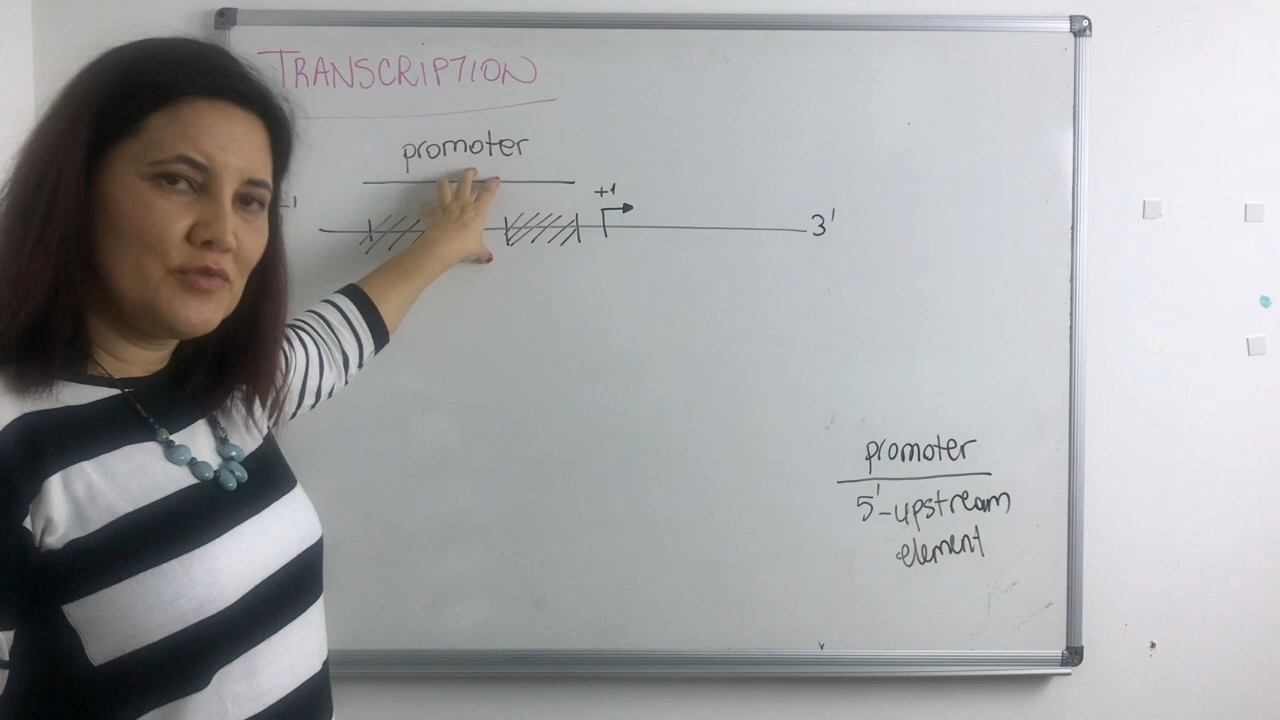 TRANSCRIPTION
promoter
+1
3'
promoter
5'-upstream
element